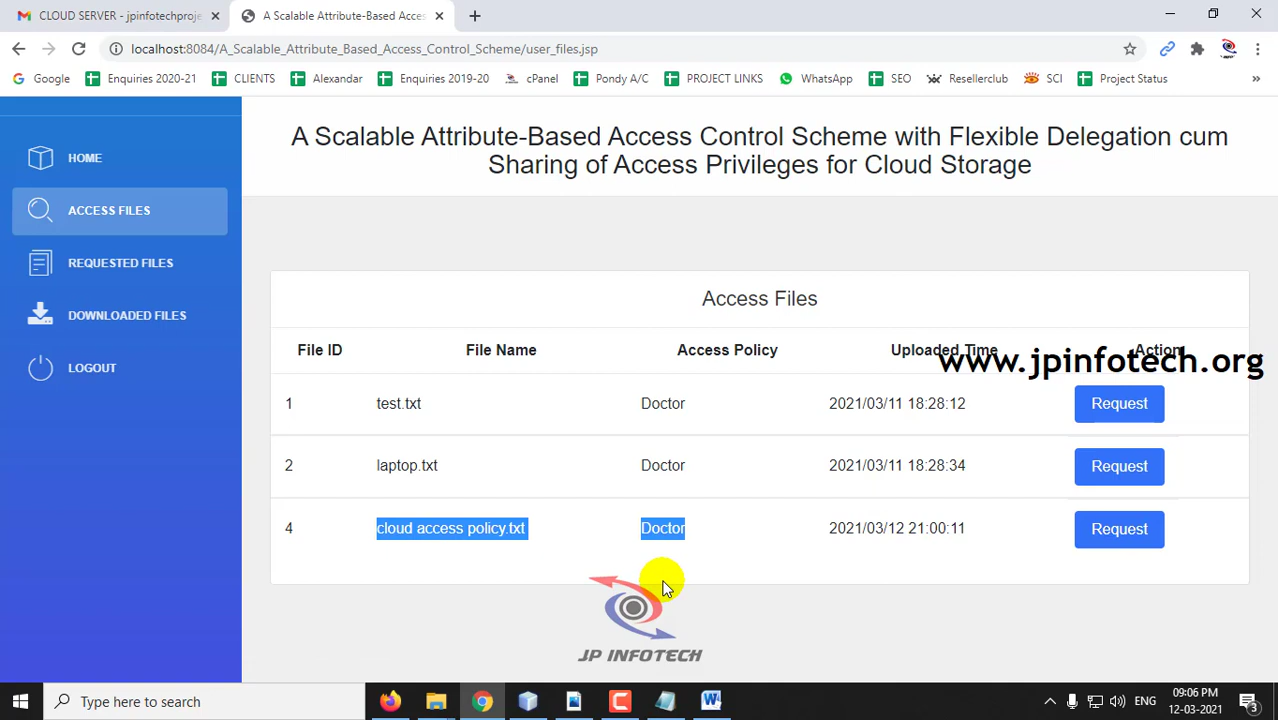 CLOUD SERVER - jpinfotechproje
A Scalable Attribute-Based Acces
localhost:8084/A_Scalable_Attribute_Based_Access_Control_Scheme/user_files.jsp
Google
Enquiries 2020-21
CLIENTS
Alexandar
Enquiries 2019-20
cPanel
Pondy A/C
PROJECT LINKS
WhatsApp
SEO
Resellerclub
SCI
Project Status
HOME
ACCESS FILES
REQUESTED FILES
DOWNLOADED FILES
LOGOUT
A Scalable Attribute-Based Access Control Scheme with Flexible Delegation cum
Sharing of Access Privileges for Cloud Storage
Access Files
File ID File Name Access Policy Uploaded Time Action
www.jpinfotech.org
1 test.txt Doctor 2021/03/11 18:28:12 Request
2 laptop.txt Doctor 2021/03/11 18:28:34 Request
4 cloud access policy.txt Doctor 2021/03/12 21:00:11 Request
JP INFOTECH
Type here to search
ENG
09:06 PM
12-03-2021
3